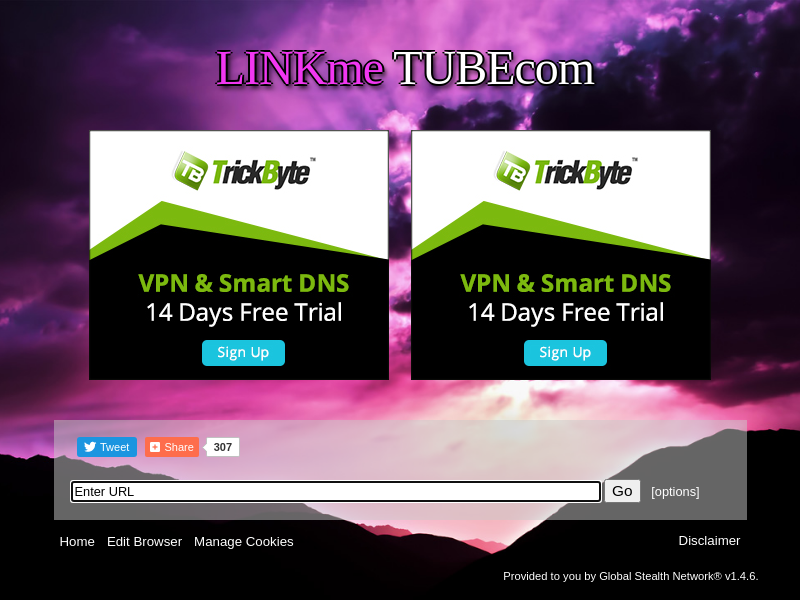 LINKme TUBEcom
TB TrickByte™ TB TrickByte™
VPN & Smart DNS VPN & Smart DNS
14 Days Free Trial 14 Days Free Trial
Sign Up Sign Up
Tweet Share 307
Enter URL Go [options]
Home Edit Browser Manage Cookies Disclaimer
Provided to you by Global Stealth Network® v1.4.6.